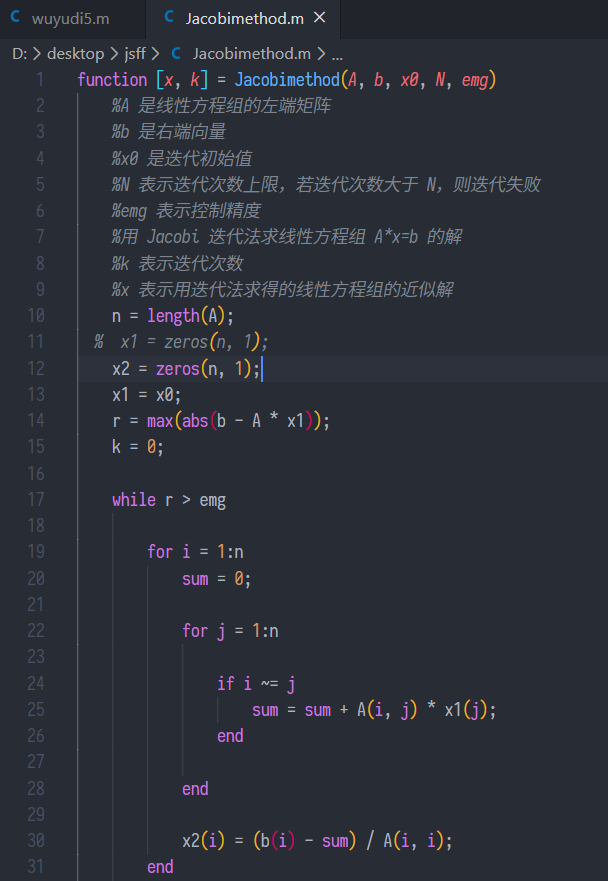 wuyudi5.m Jacobimethod.m
D: > desktop > jsff > Jacobimethod.m > ...
1 function [x, k] = Jacobimethod(A, b, x0, N, emg)
2 %A 是线性方程组的左端矩阵
3 %b 是右端向量
4 %x0 是迭代初始值
5 %N 表示迭代次数上限，若迭代次数大于 N，则迭代失败
6 %emg 表示控制精度
7 %用 Jacobi 迭代法求线性方程组 A*x=b 的解
8 %k 表示迭代次数
9 %x 表示用迭代法求得的线性方程组的近似解
10 n = length(A);
11 % x1 = zeros(n, 1);
12 x2 = zeros(n, 1);
13 x1 = x0;
14 r = max(abs(b - A * x1));
15 k = 0;
16
17 while r > emg
18
19 for i = 1:n
20 sum = 0;
21
22 for j = 1:n
23
24 if i ~= j
25 sum = sum + A(i, j) * x1(j);
26 end
27
28 end
29
30 x2(i) = (b(i) - sum) / A(i, i);
31 end